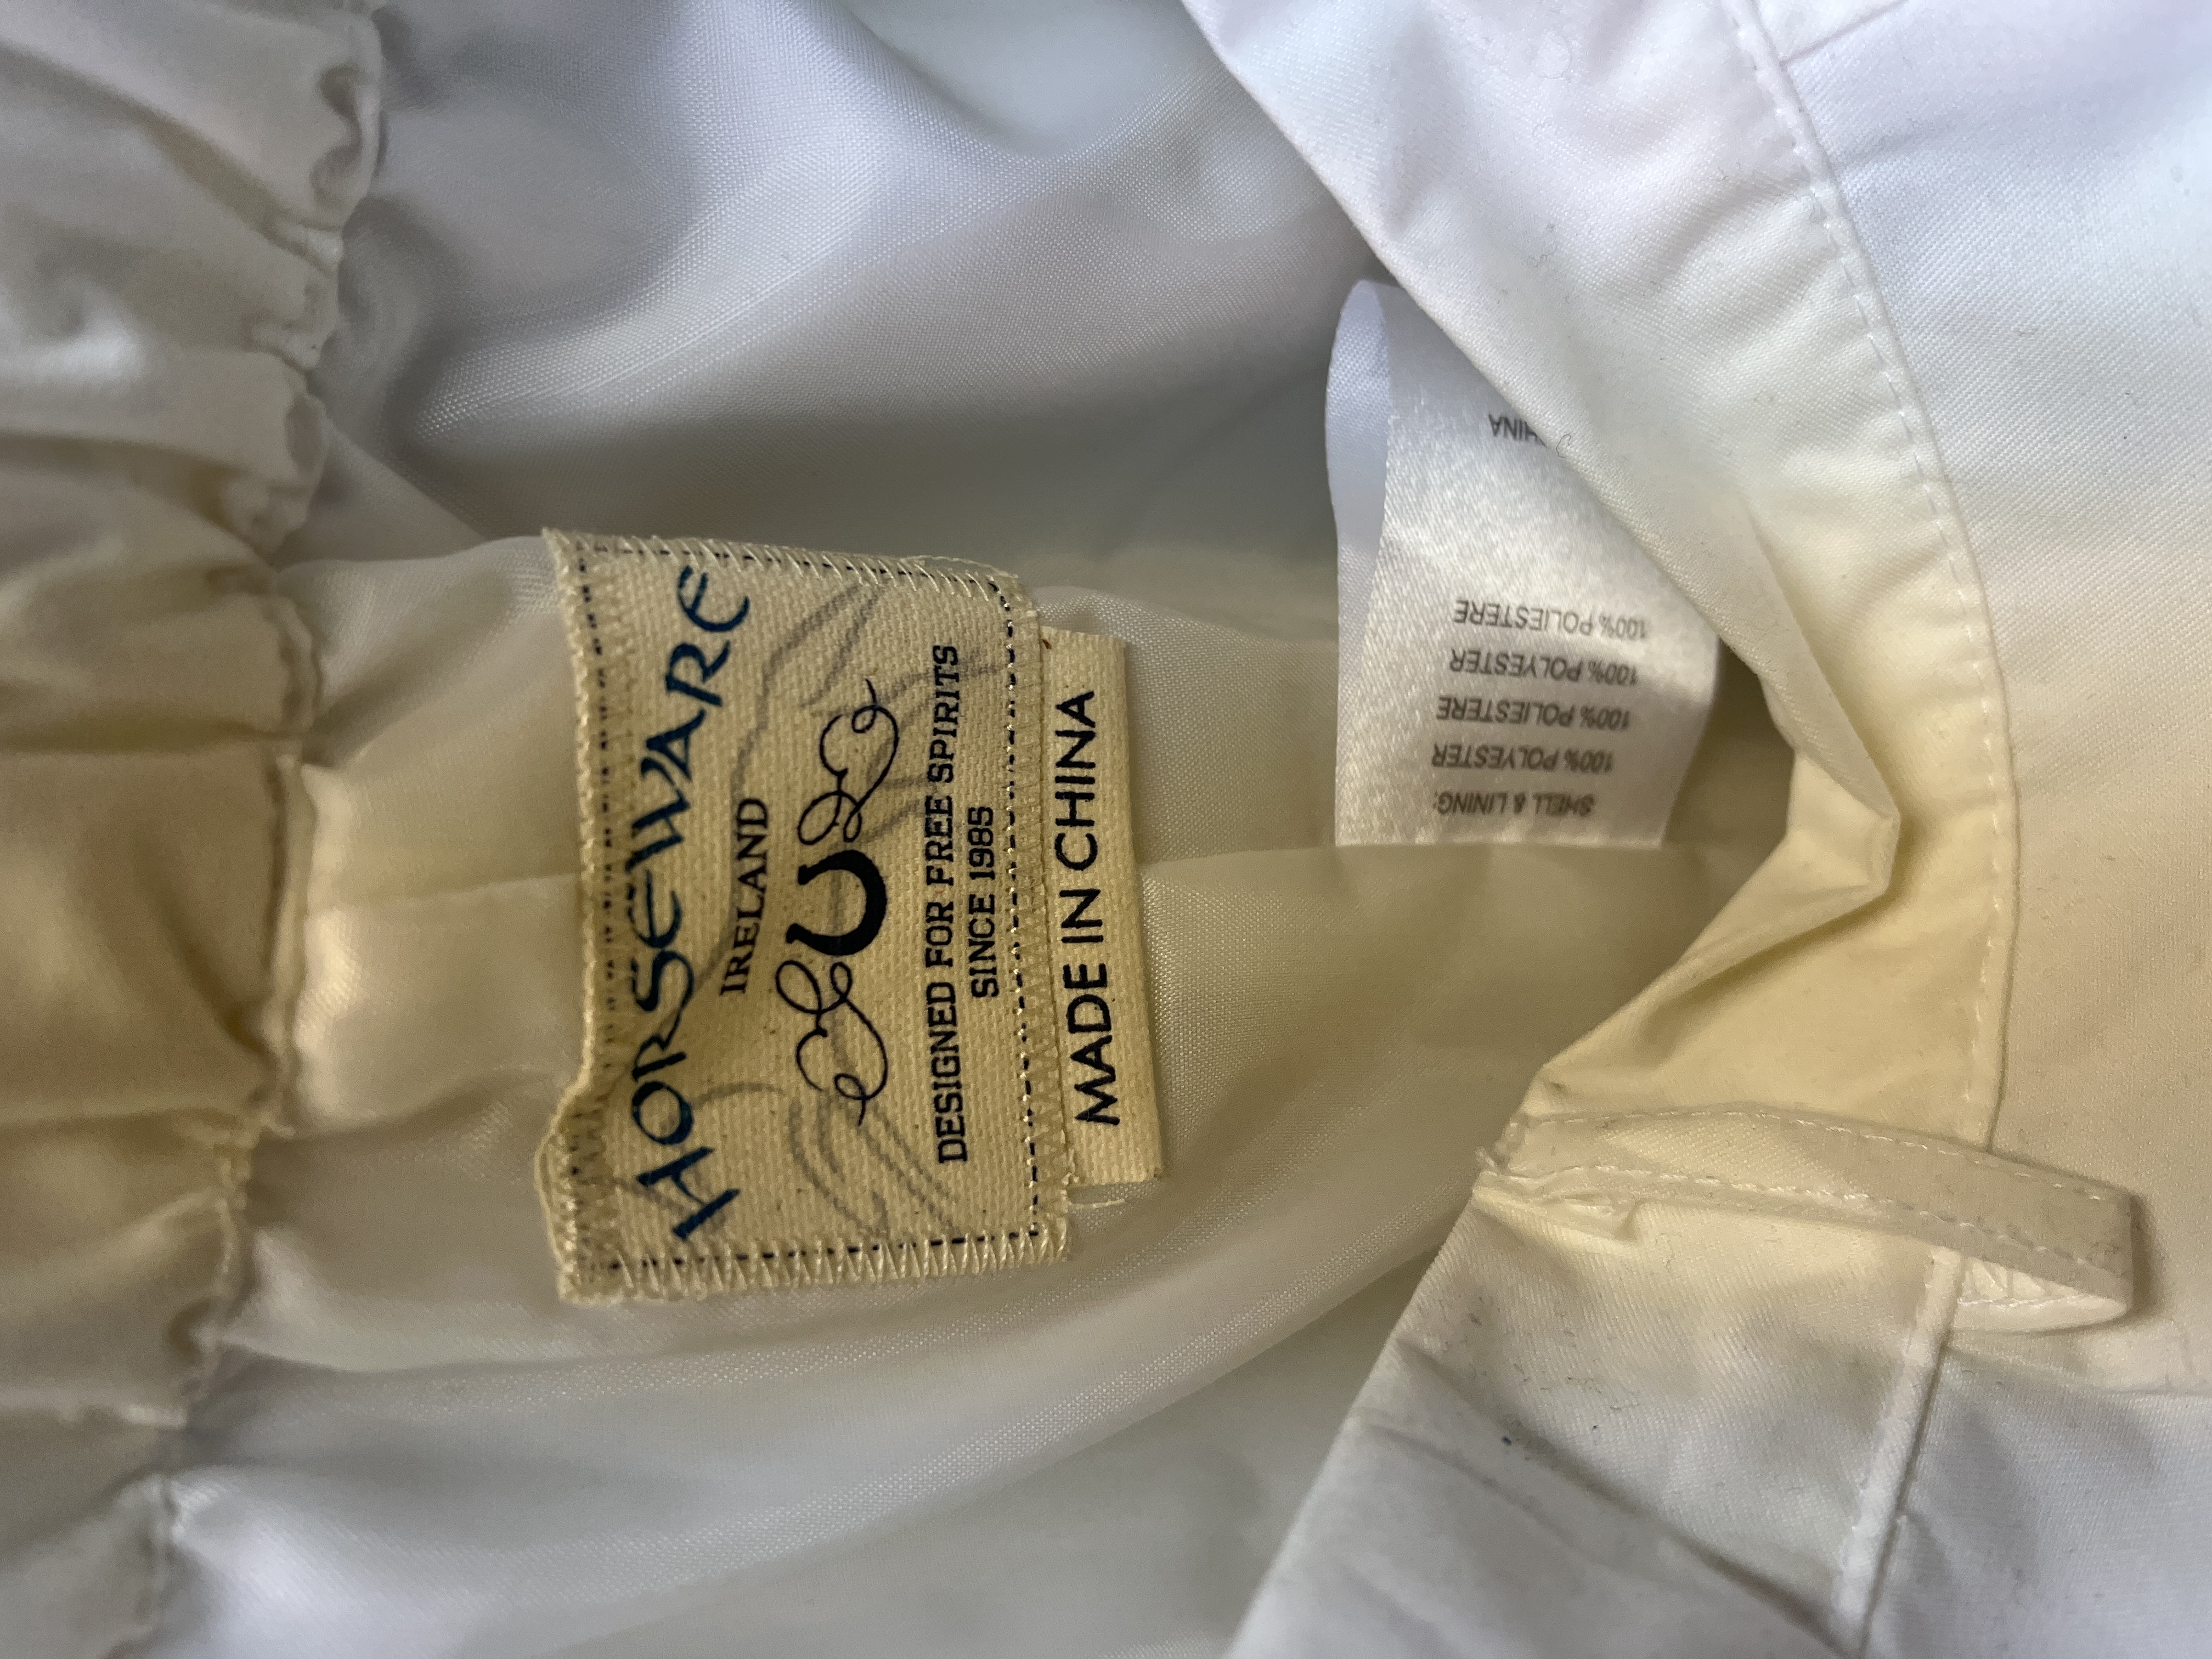 HORSEWARE
IRELAND
DESIGNED FOR FREE SPIRITS
SINCE 1985
MADE IN CHINA
SHELL & LINING:
100% POLYESTER
100% POLIESTERE
100% POLYESTER
100% POLIESTERE